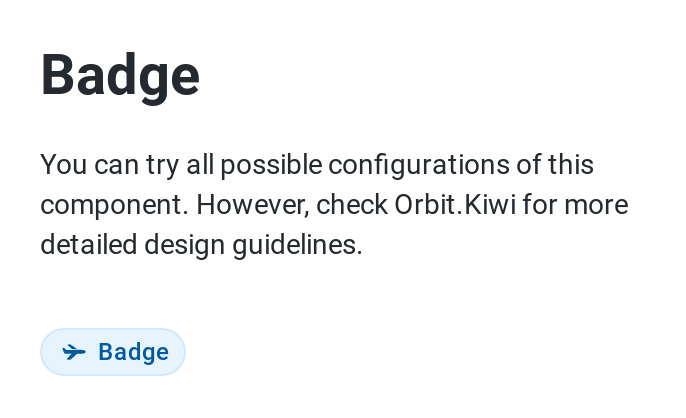 Badge
You can try all possible configurations of this
component. However, check Orbit.Kiwi for more
detailed design guidelines.
Badge